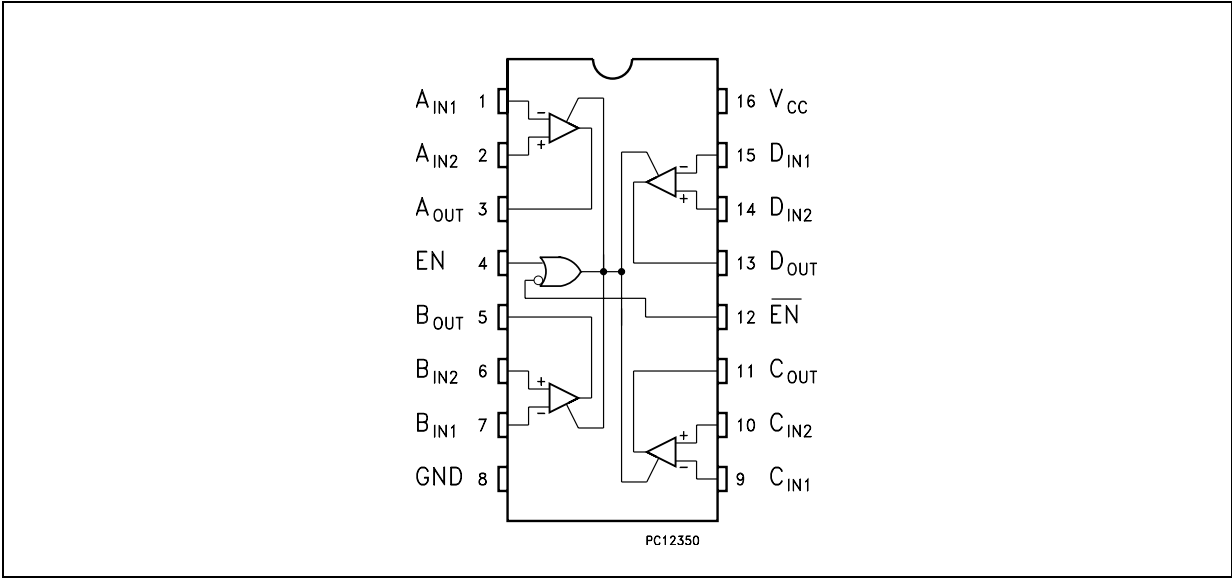 A IN1 1 16 V CC
A IN2 2 15 D IN1
A OUT 3 14 D IN2
EN 4 13 D OUT
B OUT 5 12 E̅N̅
B IN2 6 11 C OUT
B IN1 7 10 C IN2
GND 8 9 C IN1
− + − + + − + −
PC12350